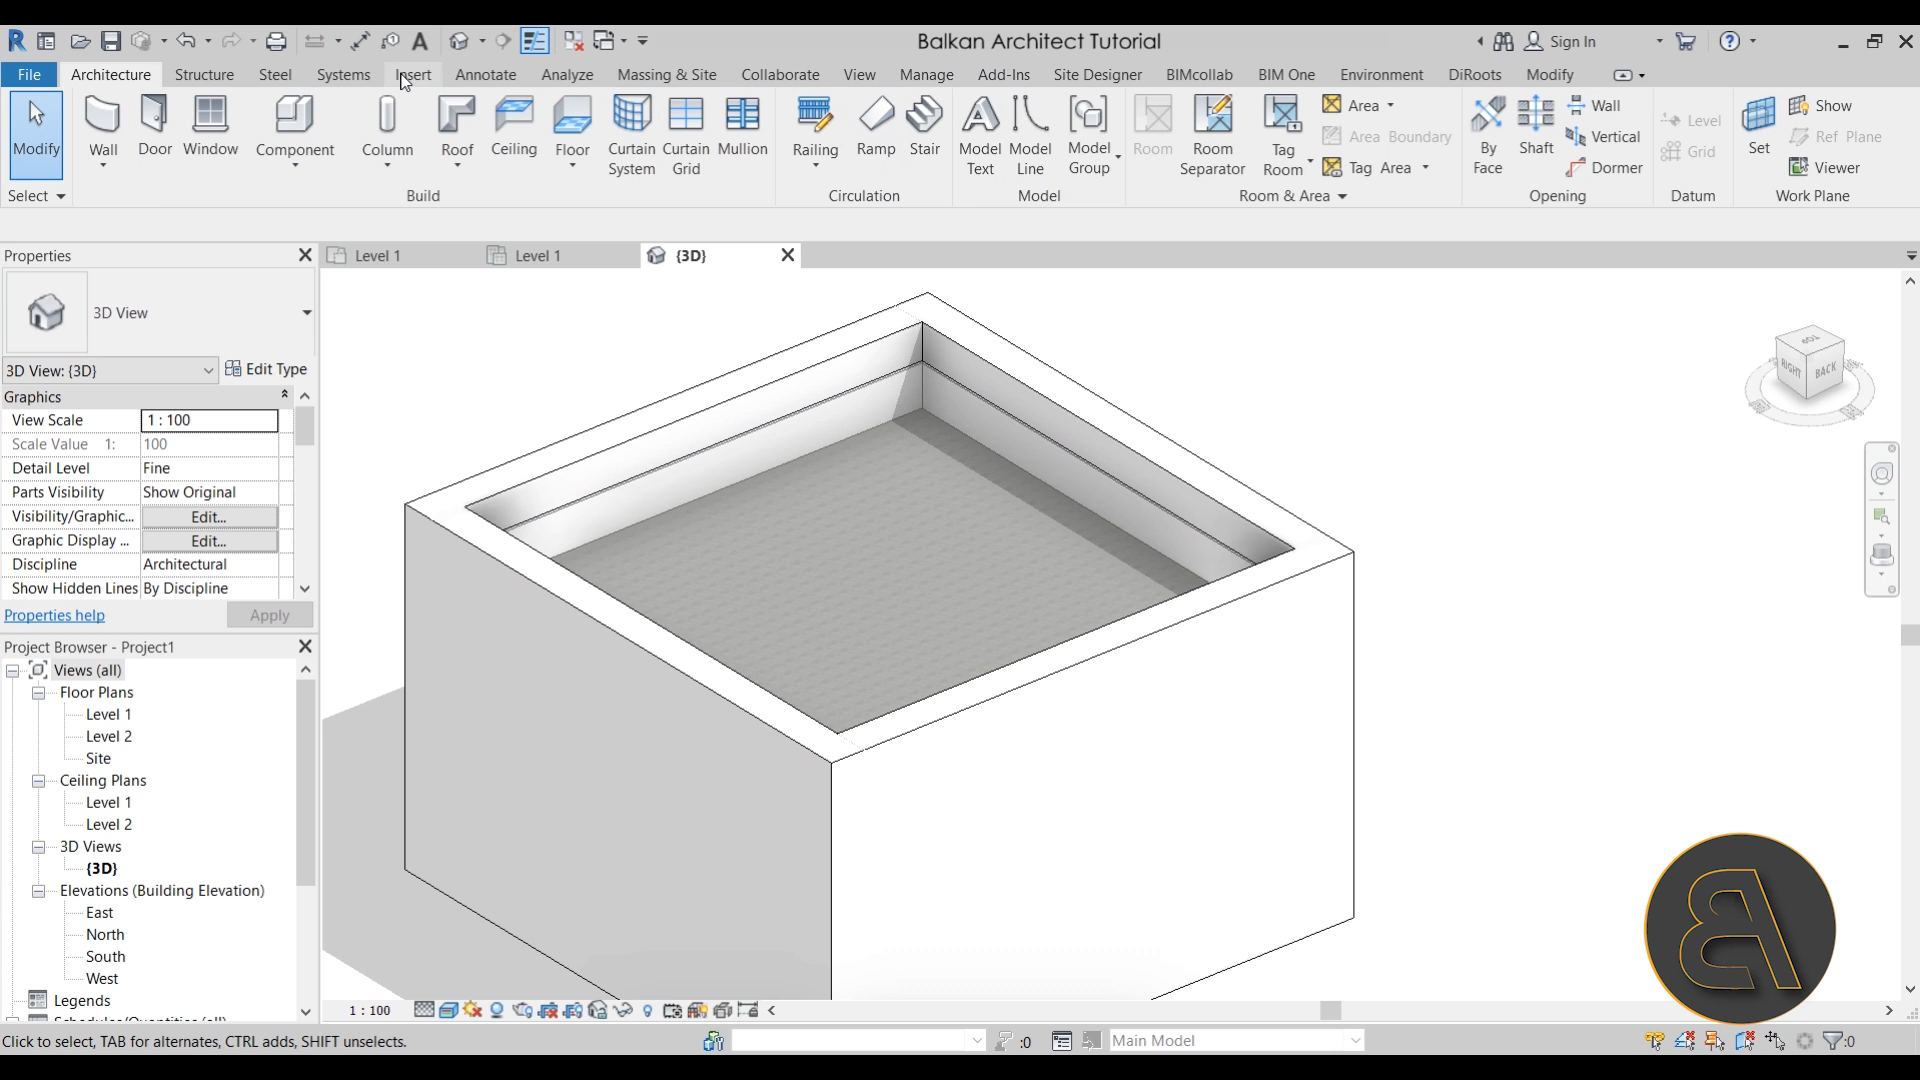 Balkan Architect Tutorial
Sign In
File Architecture Structure Steel Systems Insert Annotate Analyze Massing & Site Collaborate View Manage Add-Ins Site Designer BIMcollab BIM One Environment DiRoots Modify
Modify
Wall
Door
Window
Component
Column
Roof
Ceiling
Floor
Curtain System
Curtain Grid
Mullion
Railing
Ramp
Stair
Model Text
Model Line
Model Group
Room
Room Separator
Tag Room
Area
Area Boundary
Tag Area
By Face
Shaft
Wall
Vertical
Dormer
Level
Grid
Set
Show
Ref Plane
Viewer
Select Build Circulation Model Room & Area Opening Datum Work Plane
Properties
Level 1
Level 1
{3D}
3D View
3D View: {3D} Edit Type
Graphics
View Scale 1 : 100
Scale Value 1: 100
Detail Level Fine
Parts Visibility Show Original
Visibility/Graphic... Edit...
Graphic Display ... Edit...
Discipline Architectural
Show Hidden Lines By Discipline
Properties help Apply
Project Browser - Project1
Views (all)
Floor Plans
Level 1
Level 2
Site
Ceiling Plans
Level 1
Level 2
3D Views
{3D}
Elevations (Building Elevation)
East
North
South
West
Legends
TOP
RIGHT
BACK
1 : 100
Click to select, TAB for alternates, CTRL adds, SHIFT unselects.
:0
Main Model
:0